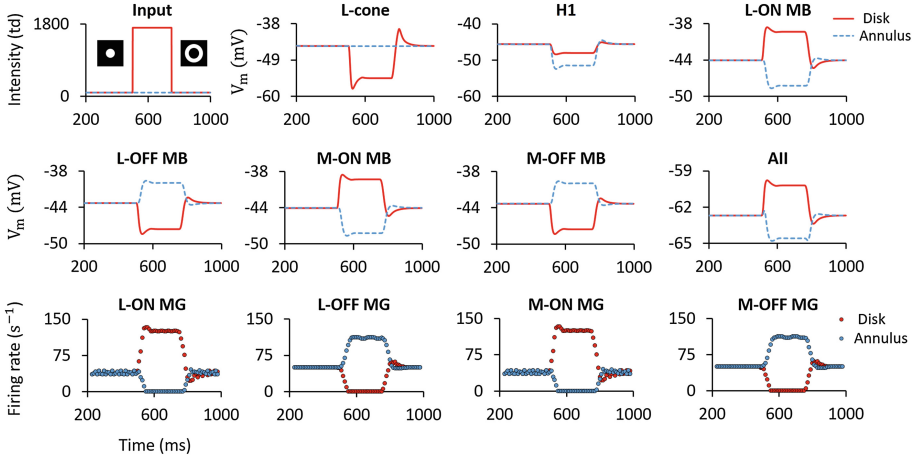 Input
L-cone
H1
L-ON MB
Disk
Annulus
Intensity (td)
1800
0
200 600 1000
Vm (mV)
-38
-49
-60
200 600 1000
-40
-50
-60
200 600 1000
-38
-44
-50
200 600 1000
L-OFF MB
M-ON MB
M-OFF MB
AII
Vm (mV)
-38
-44
-50
200 600 1000
-38
-44
-50
200 600 1000
-38
-44
-50
200 600 1000
-59
-62
-65
200 600 1000
L-ON MG
L-OFF MG
M-ON MG
M-OFF MG
Disk
Annulus
Firing rate (s⁻¹)
150
75
0
200 600 1000
150
75
0
200 600 1000
150
75
0
200 600 1000
150
75
0
200 600 1000
Time (ms)